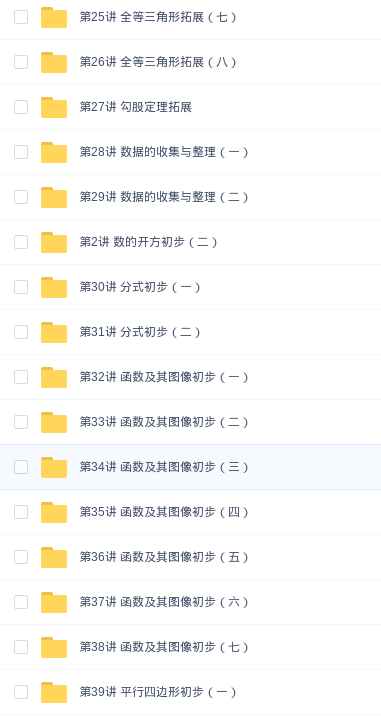 第25讲 全等三角形拓展（七）
第26讲 全等三角形拓展（八）
第27讲 勾股定理拓展
第28讲 数据的收集与整理（一）
第29讲 数据的收集与整理（二）
第2讲 数的开方初步（二）
第30讲 分式初步（一）
第31讲 分式初步（二）
第32讲 函数及其图像初步（一）
第33讲 函数及其图像初步（二）
第34讲 函数及其图像初步（三）
第35讲 函数及其图像初步（四）
第36讲 函数及其图像初步（五）
第37讲 函数及其图像初步（六）
第38讲 函数及其图像初步（七）
第39讲 平行四边形初步（一）